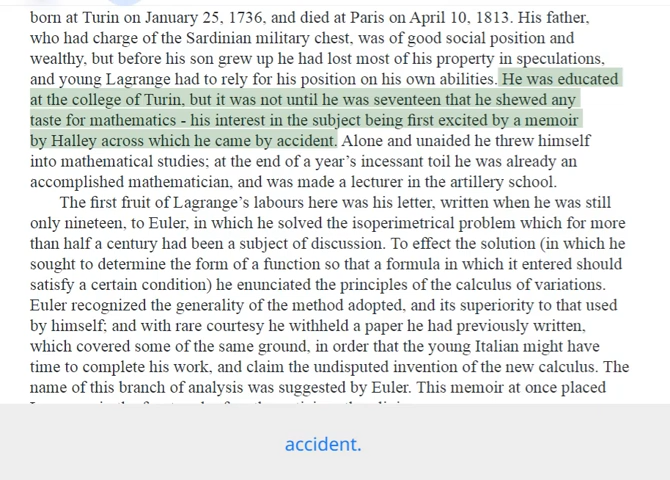 born at Turin on January 25, 1736, and died at Paris on April 10, 1813. His father,
who had charge of the Sardinian military chest, was of good social position and
wealthy, but before his son grew up he had lost most of his property in speculations,
and young Lagrange had to rely for his position on his own abilities. He was educated
at the college of Turin, but it was not until he was seventeen that he shewed any
taste for mathematics - his interest in the subject being first excited by a memoir
by Halley across which he came by accident. Alone and unaided he threw himself
into mathematical studies; at the end of a year’s incessant toil he was already an
accomplished mathematician, and was made a lecturer in the artillery school.
The first fruit of Lagrange’s labours here was his letter, written when he was still
only nineteen, to Euler, in which he solved the isoperimetrical problem which for more
than half a century had been a subject of discussion. To effect the solution (in which he
sought to determine the form of a function so that a formula in which it entered should
satisfy a certain condition) he enunciated the principles of the calculus of variations.
Euler recognized the generality of the method adopted, and its superiority to that used
by himself; and with rare courtesy he withheld a paper he had previously written,
which covered some of the same ground, in order that the young Italian might have
time to complete his work, and claim the undisputed invention of the new calculus. The
name of this branch of analysis was suggested by Euler. This memoir at once placed
accident.